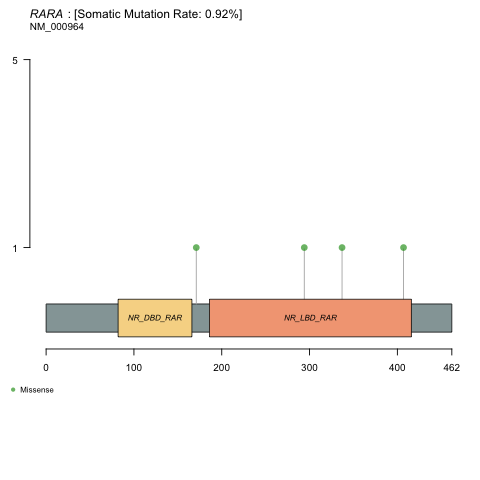 RARA : [Somatic Mutation Rate: 0.92%]
NM_000964
5
1
NR_DBD_RAR
NR_LBD_RAR
0 100 200 300 400 462
Missense